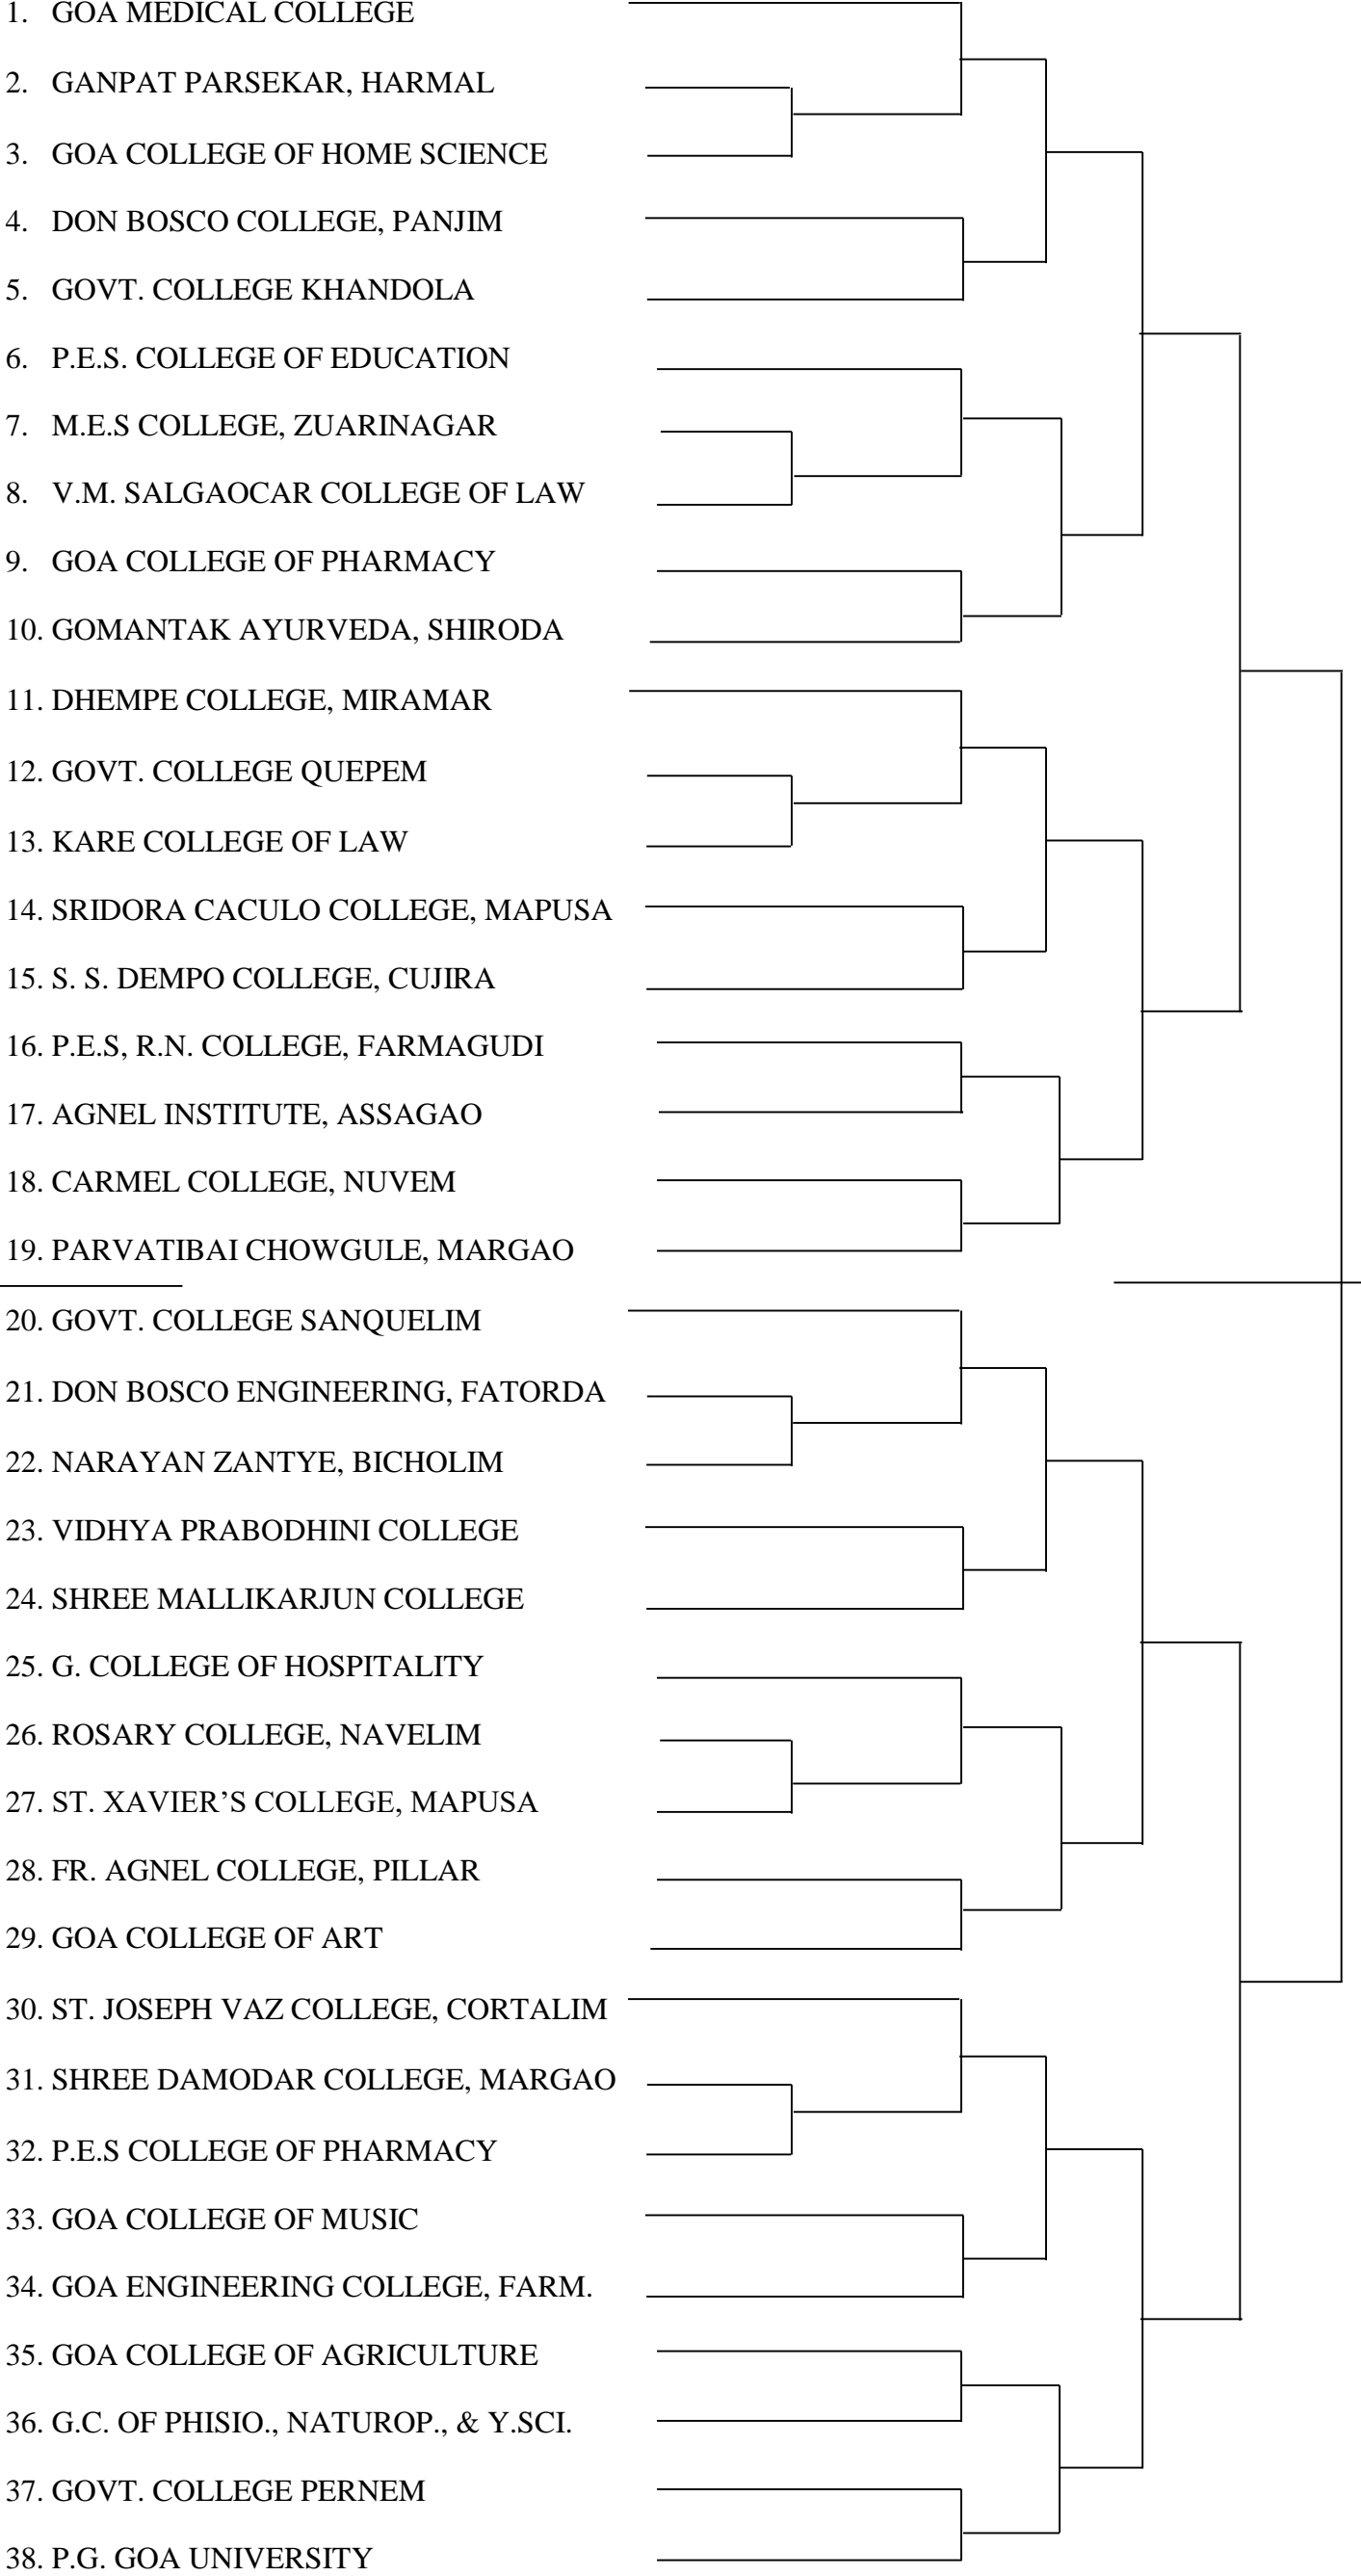 1. GOA MEDICAL COLLEGE
2. GANPAT PARSEKAR, HARMAL
3. GOA COLLEGE OF HOME SCIENCE
4. DON BOSCO COLLEGE, PANJIM
5. GOVT. COLLEGE KHANDOLA
6. P.E.S. COLLEGE OF EDUCATION
7. M.E.S COLLEGE, ZUARINAGAR
8. V.M. SALGAOCAR COLLEGE OF LAW
9. GOA COLLEGE OF PHARMACY
10. GOMANTAK AYURVEDA, SHIRODA
11. DHEMPE COLLEGE, MIRAMAR
12. GOVT. COLLEGE QUEPEM
13. KARE COLLEGE OF LAW
14. SRIDORA CACULO COLLEGE, MAPUSA
15. S. S. DEMPO COLLEGE, CUJIRA
16. P.E.S, R.N. COLLEGE, FARMAGUDI
17. AGNEL INSTITUTE, ASSAGAO
18. CARMEL COLLEGE, NUVEM
19. PARVATIBAI CHOWGULE, MARGAO
20. GOVT. COLLEGE SANQUELIM
21. DON BOSCO ENGINEERING, FATORDA
22. NARAYAN ZANTYE, BICHOLIM
23. VIDHYA PRABODHINI COLLEGE
24. SHREE MALLIKARJUN COLLEGE
25. G. COLLEGE OF HOSPITALITY
26. ROSARY COLLEGE, NAVELIM
27. ST. XAVIER’S COLLEGE, MAPUSA
28. FR. AGNEL COLLEGE, PILLAR
29. GOA COLLEGE OF ART
30. ST. JOSEPH VAZ COLLEGE, CORTALIM
31. SHREE DAMODAR COLLEGE, MARGAO
32. P.E.S COLLEGE OF PHARMACY
33. GOA COLLEGE OF MUSIC
34. GOA ENGINEERING COLLEGE, FARM.
35. GOA COLLEGE OF AGRICULTURE
36. G.C. OF PHISIO., NATUROP., & Y.SCI.
37. GOVT. COLLEGE PERNEM
38. P.G. GOA UNIVERSITY